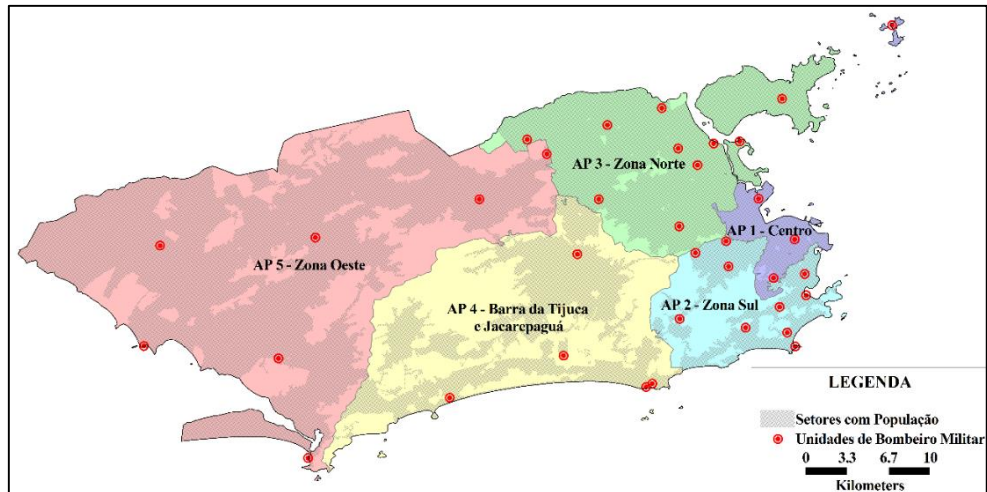 AP 3 - Zona Norte
AP 1 - Centro
AP 5 - Zona Oeste
AP 2 - Zona Sul
AP 4 - Barra da Tijuca
e Jacarepaguá
LEGENDA
Setores com População
Unidades de Bombeiro Militar
0 3.3 6.7 10
Kilometers